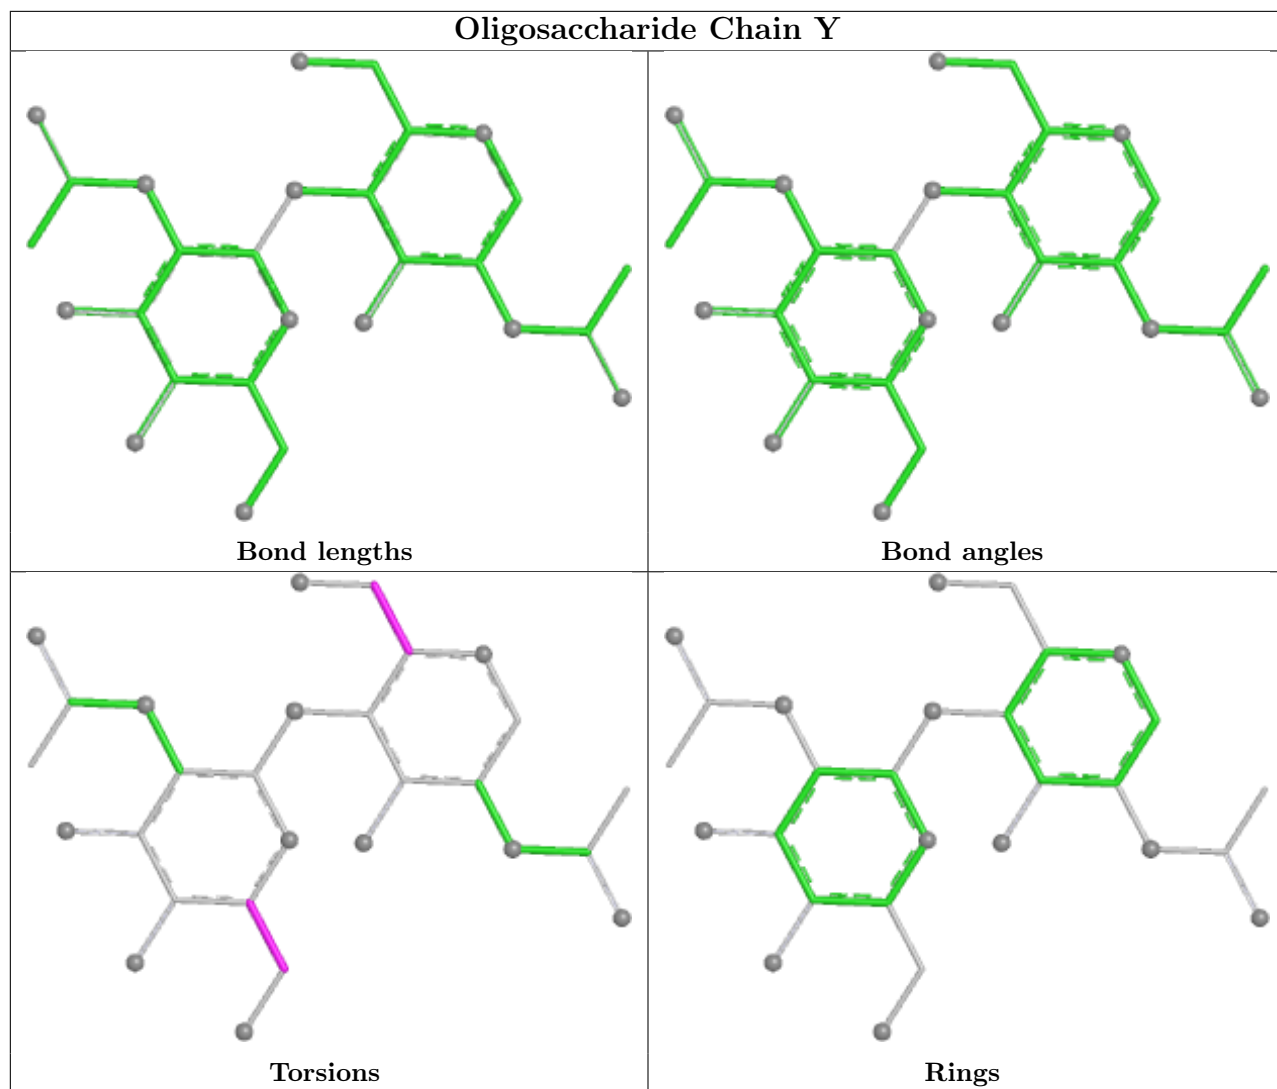 Oligosaccharide Chain Y
Bond lengths
Bond angles
Torsions
Rings